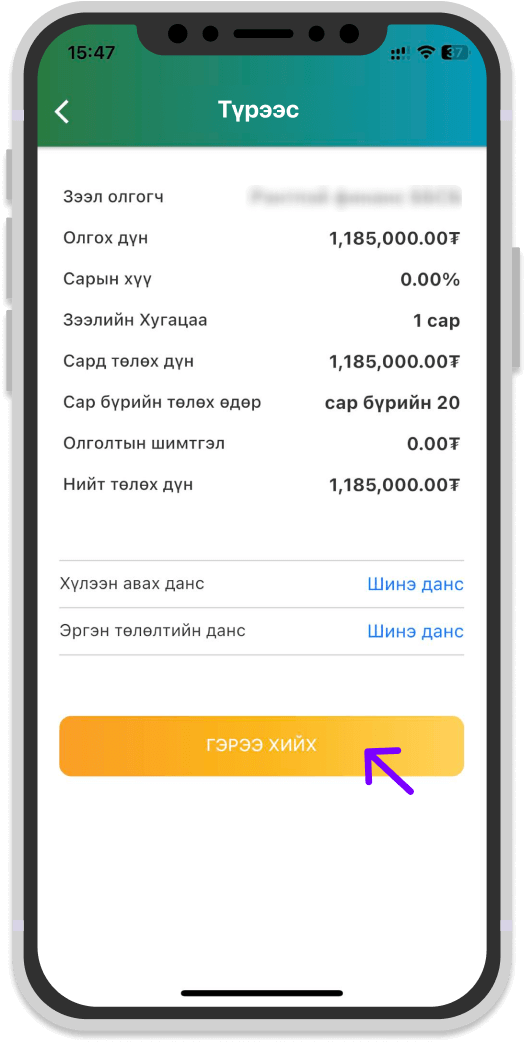 15:47
37
Түрээс
Зээл олгогч
Олгох дүн 1,185,000.00₮
Сарын хүү 0.00%
Зээлийн Хугацаа 1 сар
Сард төлөх дүн 1,185,000.00₮
Сар бүрийн төлөх өдөр сар бүрийн 20
Олголтын шимтгэл 0.00₮
Нийт төлөх дүн 1,185,000.00₮
Хүлээн авах данс Шинэ данс
Эргэн төлөлтийн данс Шинэ данс
ГЭРЭЭ ХИЙХ